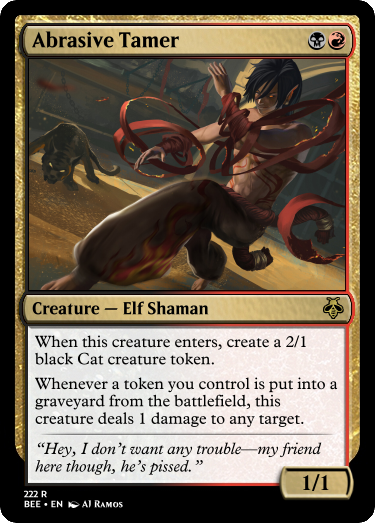 Abrasive Tamer
Creature — Elf Shaman
When this creature enters, create a 2/1
black Cat creature token.
Whenever a token you control is put into a
graveyard from the battlefield, this
creature deals 1 damage to any target.
“Hey, I don't want any trouble—my friend
here though, he's pissed.”
1/1
222 R
BEE • EN AJ Ramos